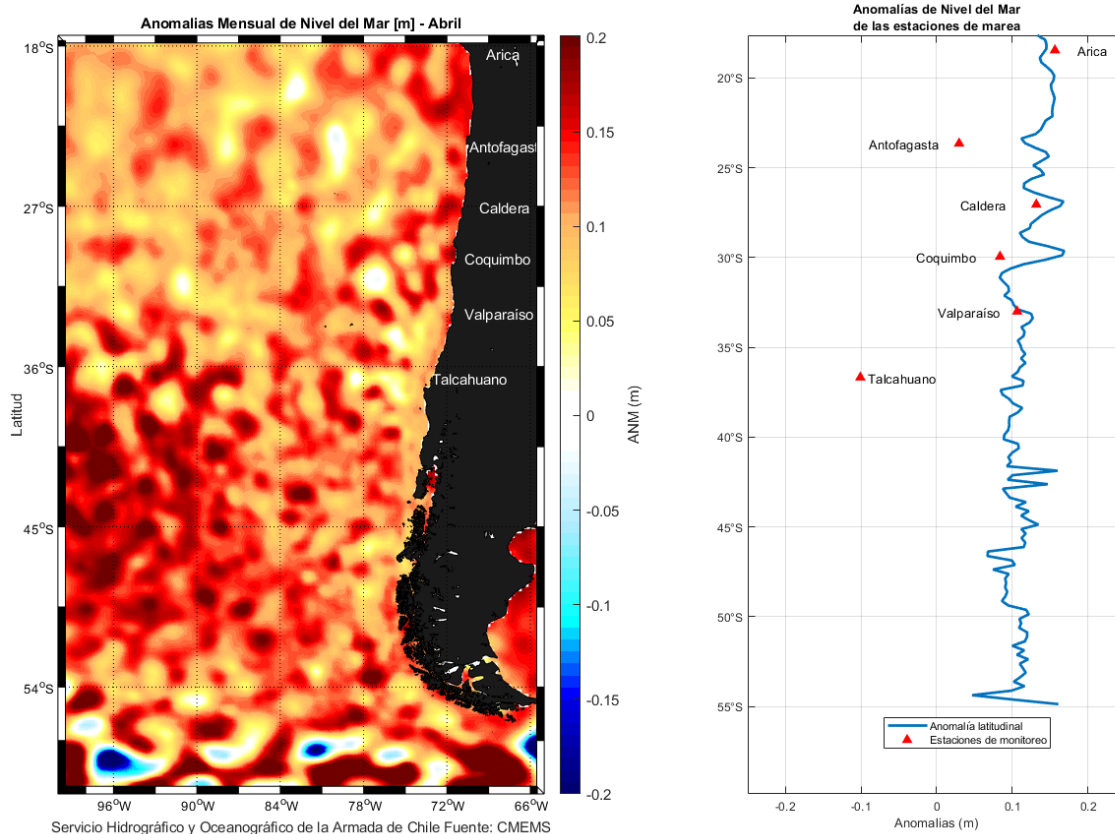 Anomalias Mensual de Nivel del Mar [m] - Abril
18°S
27°S
36°S
45°S
54°S
Latitud
Arica
Antofagast
Caldera
Coquimbo
Valparaiso
Talcahuano
96°W
90°W
84°W
78°W
72°W
66°W
0.2
0.15
0.1
0.05
0
-0.05
-0.1
-0.15
-0.2
ANM (m)
Servicio Hidrográfico y Oceanográfico de la Armada de Chile Fuente: CMEMS
Anomalías de Nivel del Mar
de las estaciones de marea
20°S
25°S
30°S
35°S
40°S
45°S
50°S
55°S
Arica
Antofagasta
Caldera
Coquimbo
Valparaíso
Talcahuano
Anomalía latitudinal
Estaciones de monitoreo
-0.2
-0.1
0
0.1
0.2
Anomalias (m)